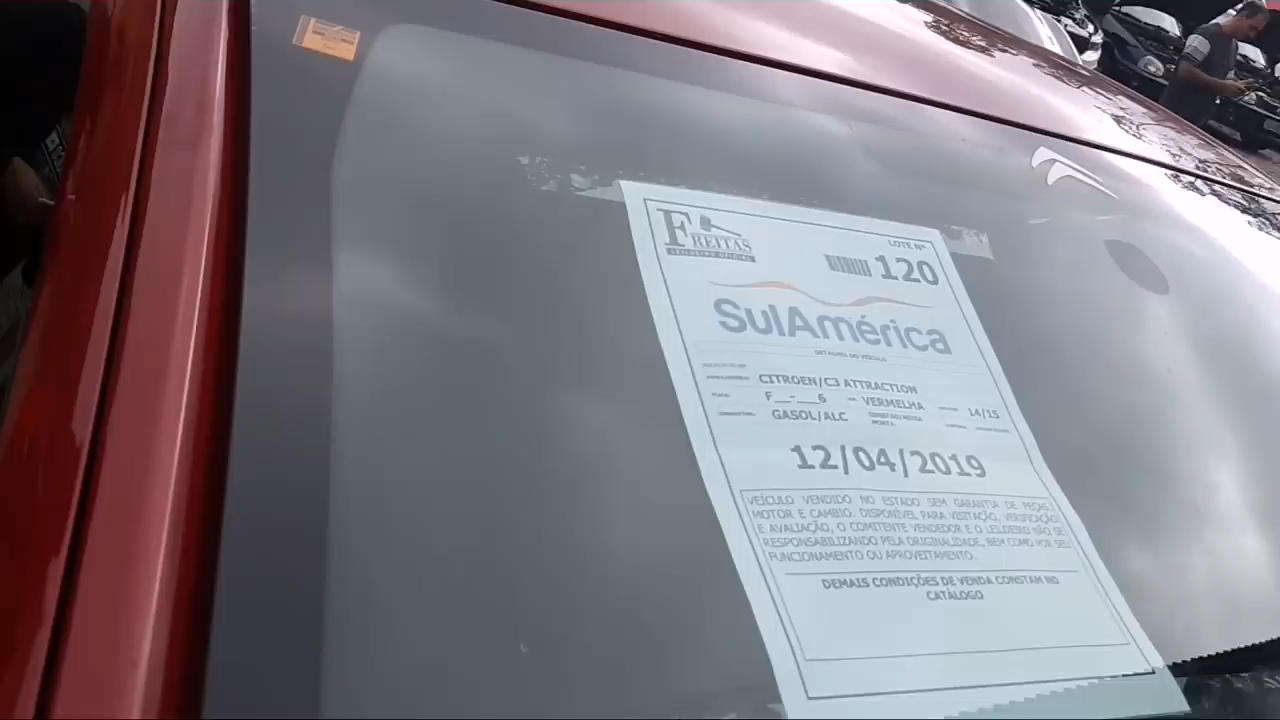 FREITAS
LEILOEIRO OFICIAL
LOTE Nº
120
SulAmérica
DETALHES DO VEÍCULO
CITROEN/C3 ATTRACTION
F__-__6 VERMELHA 14/15
GASOL/ALC
12/04/2019
VEÍCULO VENDIDO NO ESTADO SEM GARANTIA DE PEÇAS,
MOTOR E CAMBIO. DISPONÍVEL PARA VISITAÇÃO, VERIFICAÇÃO
E AVALIAÇÃO, O COMITENTE VENDEDOR E O LEILOEIRO NÃO SE
RESPONSABILIZANDO PELA ORIGINALIDADE, BEM COMO POR SEU
FUNCIONAMENTO OU APROVEITAMENTO.
DEMAIS CONDIÇÕES DE VENDA CONSTAM NO
CATÁLOGO